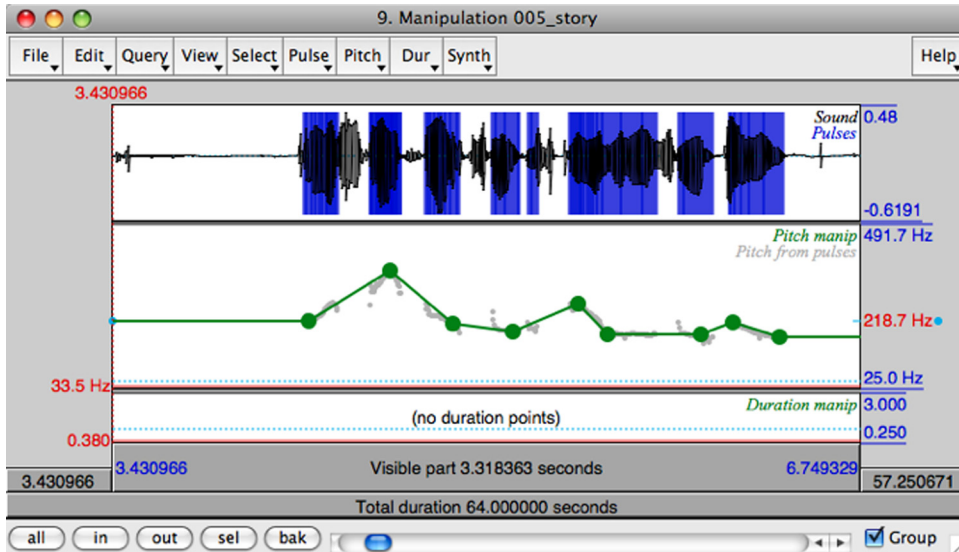 9. Manipulation 005_story
File Edit Query View Select Pulse Pitch Dur Synth Help
3.430966
Sound 0.48
Pulses
-0.6191
Pitch manip 491.7 Hz
Pitch from pulses
218.7 Hz
33.5 Hz 25.0 Hz
Duration manip 3.000
(no duration points)
0.380 0.250
3.430966 Visible part 3.318363 seconds 6.749329
3.430966 57.250671
Total duration 64.000000 seconds
all in out sel bak Group